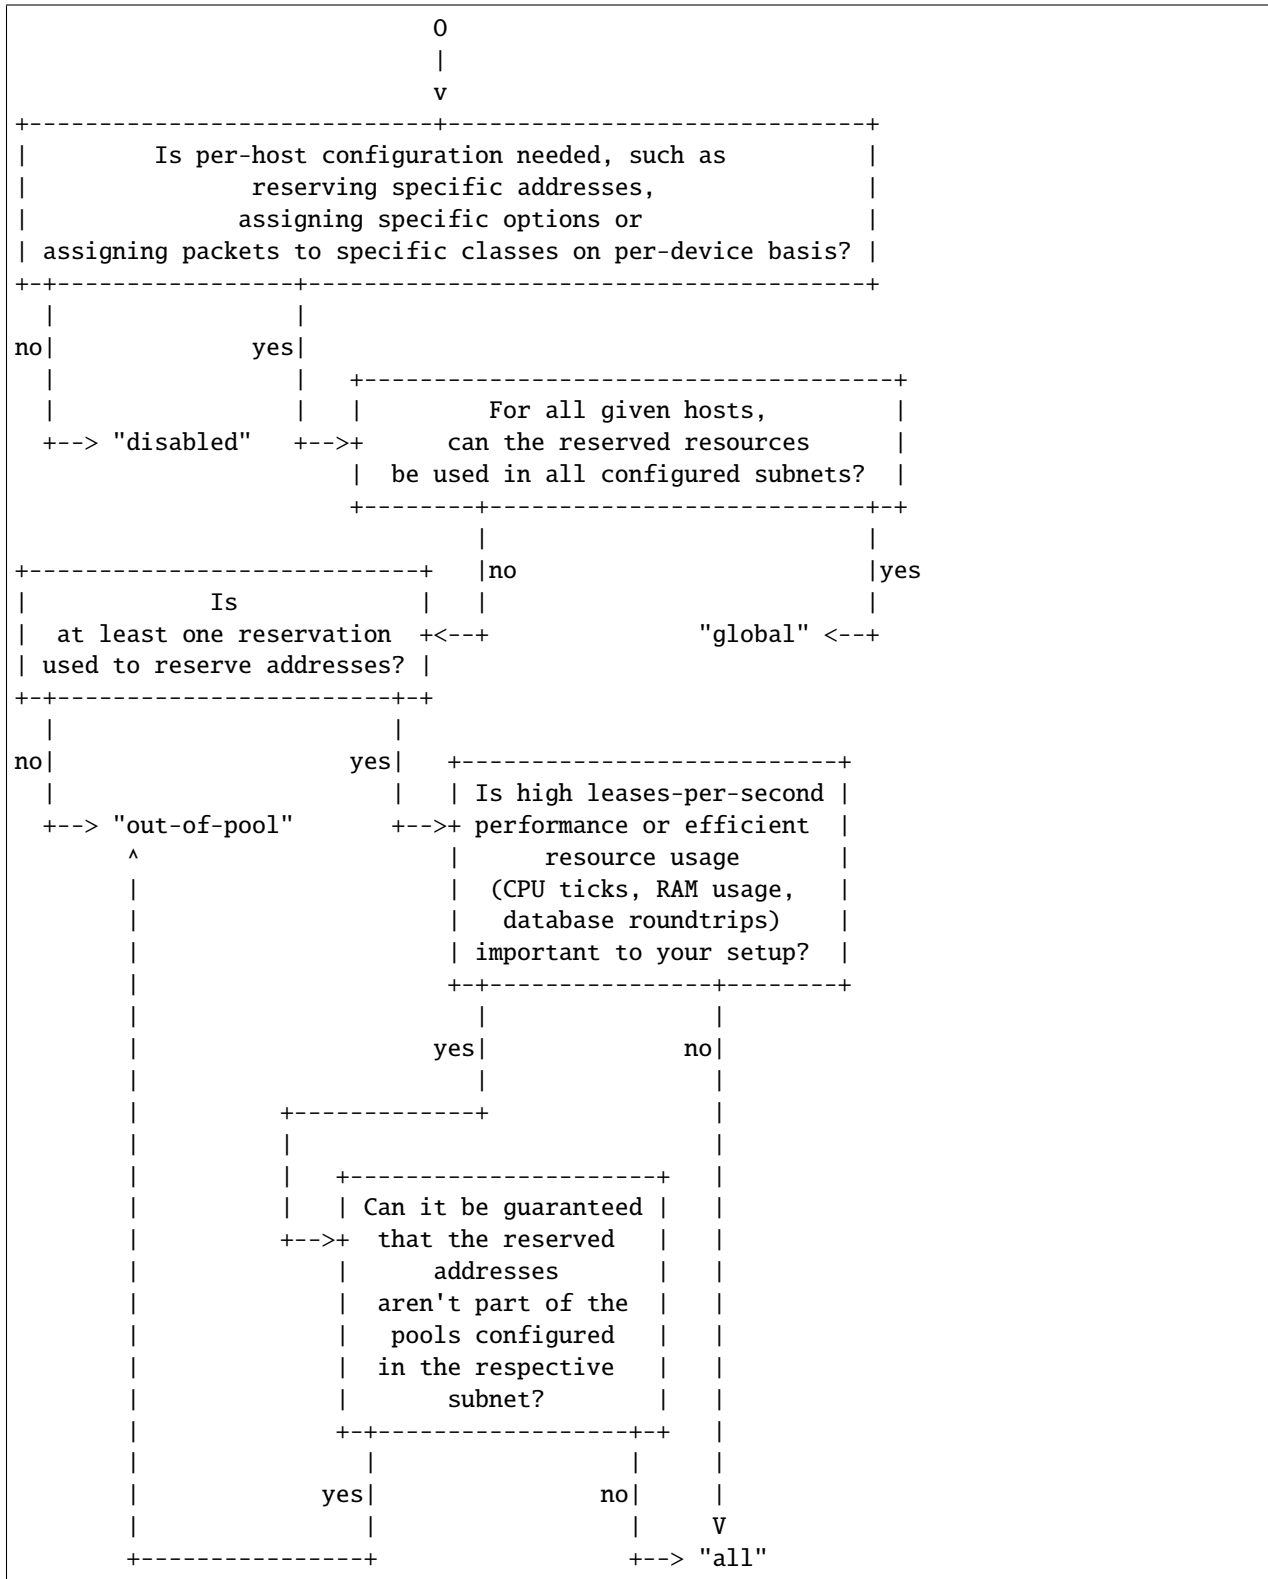 O
|
v
+-----------------------------+------------------------------+
|         Is per-host configuration needed, such as          |
|                reserving specific addresses,               |
|               assigning specific options or                |
| assigning packets to specific classes on per-device basis? |
+-+-----------------+----------------------------------------+
  |                 |
no|              yes|
  |                 |   +--------------------------------------+
  |                 |   |         For all given hosts,         |
  +--> "disabled"   +-->+      can the reserved resources      |
                        |  be used in all configured subnets?  |
                        +--------+---------------------------+-+
                                 |                           |
+----------------------------+   |no                         |yes
|             Is             |   |                           |
|  at least one reservation  +<--+               "global" <--+
| used to reserve addresses? |
+-+------------------------+-+
  |                        |
no|                     yes|   +---------------------------+
  |                        |   | Is high leases-per-second |
  +--> "out-of-pool"       +-->+ performance or efficient  |
        ^                      |      resource usage       |
        |                      |  (CPU ticks, RAM usage,   |
        |                      |   database roundtrips)    |
        |                      | important to your setup?  |
        |                      +-+----------------+--------+
        |                        |                |
        |                     yes|              no|
        |                        |                |
        |          +-------------+                |
        |          |                              |
        |          |   +----------------------+   |
        |          |   | Can it be guaranteed |   |
        |          +-->+  that the reserved   |   |
        |              |      addresses       |   |
        |              |  aren't part of the  |   |
        |              |   pools configured   |   |
        |              |  in the respective   |   |
        |              |       subnet?        |   |
        |              +-+------------------+-+   |
        |                |                  |     |
        |             yes|                no|     |
        |                |                  |     V
        +----------------+                  +--> "all"